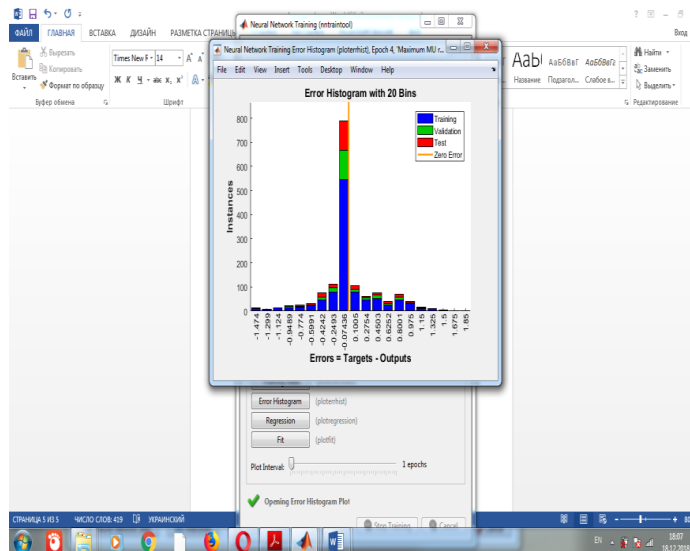 ФАЙЛ ГЛАВНАЯ ВСТАВКА ДИЗАЙН РАЗМЕТКА СТРАНИЦЫ
Вход
Вставить
Вырезать
Копировать
Формат по образцу
Буфер обмена
Times New F 14
Ж К Ч abc x, x²
Шрифт
АаБбВвГ АаБбВвГг
Название Подзагол... Слабое в...
Найти
Заменить
Выделить
Редактирование
Neural Network Training (nntraintool)
Neural Network Training Error Histogram (ploterrhist), Epoch 4, 'Maximum MU r...
File Edit View Insert Tools Desktop Window Help
Error Histogram with 20 Bins
Training
Validation
Test
Zero Error
800
700
600
500
400
300
200
100
0
Instances
-1.474
-1.299
-1.124
-0.9489
-0.774
-0.5991
-0.4242
-0.2493
-0.07436
0.1005
0.2754
0.4503
0.6252
0.8001
0.975
1.15
1.325
1.5
1.675
1.85
Errors = Targets - Outputs
Error Histogram (ploterrhist)
Regression (plotregression)
Fit (plotfit)
Plot Interval: 1 epochs
Opening Error Histogram Plot
Stop Training Cancel
СТРАНИЦА 5 ИЗ 5 ЧИСЛО СЛОВ: 419 УКРАИНСКИЙ
EN
18:07